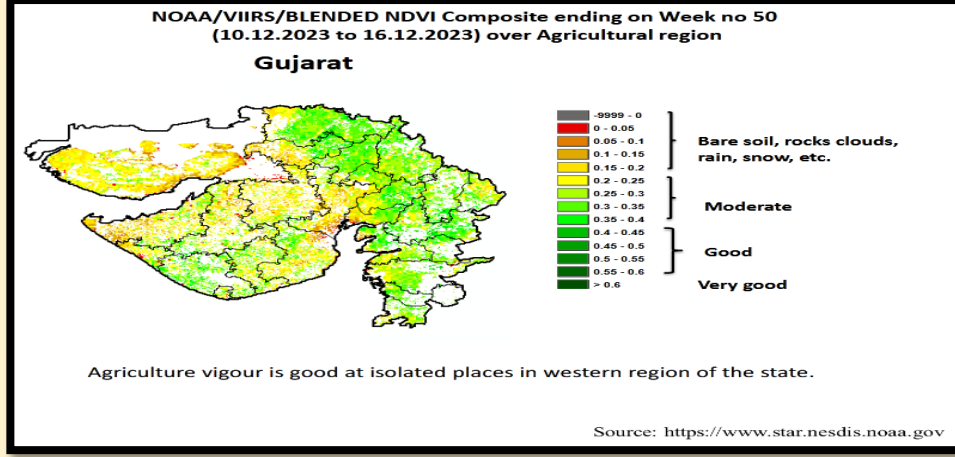 NOAA/VIIRS/BLENDED NDVI Composite ending on Week no 50
(10.12.2023 to 16.12.2023) over Agricultural region
Gujarat
-9999 - 0
0 - 0.05
0.05 - 0.1
0.1 - 0.15
0.15 - 0.2
0.2 - 0.25
0.25 - 0.3
0.3 - 0.35
0.35 - 0.4
0.4 - 0.45
0.45 - 0.5
0.5 - 0.55
0.55 - 0.6
> 0.6
Bare soil, rocks clouds,
rain, snow, etc.
Moderate
Good
Very good
Agriculture vigour is good at isolated places in western region of the state.
Source: https://www.star.nesdis.noaa.gov